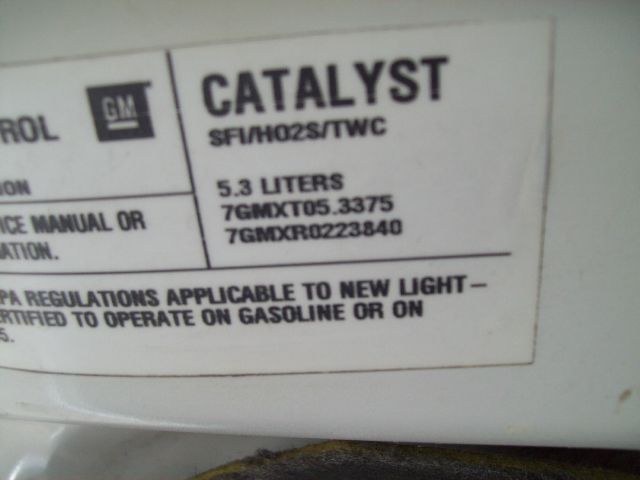 ROL
GM
CATALYST
SFI/HO2S/TWC
ION
5.3 LITERS
7GMXT05.3375
7GMXR0223840
ICE MANUAL OR
ATION.
PA REGULATIONS APPLICABLE TO NEW LIGHT-
ERTIFIED TO OPERATE ON GASOLINE OR ON
5.